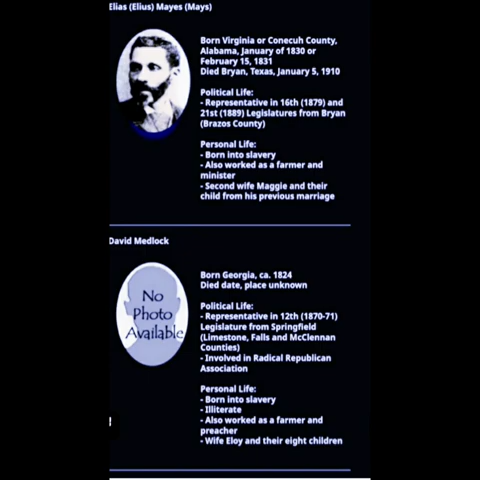 Elias (Elius) Mayes (Mays)
Born Virginia or Conecuh County,
Alabama, January of 1830 or
February 15, 1831
Died Bryan, Texas, January 5, 1910
Political Life:
- Representative in 16th (1879) and
21st (1889) Legislatures from Bryan
(Brazos County)
Personal Life:
- Born into slavery
- Also worked as a farmer and
minister
- Second wife Maggie and their
child from his previous marriage
David Medlock
No
Photo
Available
Born Georgia, ca. 1824
Died date, place unknown
Political Life:
- Representative in 12th (1870-71)
Legislature from Springfield
(Limestone, Falls and McClennan
Counties)
- Involved in Radical Republican
Association
Personal Life:
- Born into slavery
- Illiterate
- Also worked as a farmer and
preacher
- Wife Eloy and their eight children